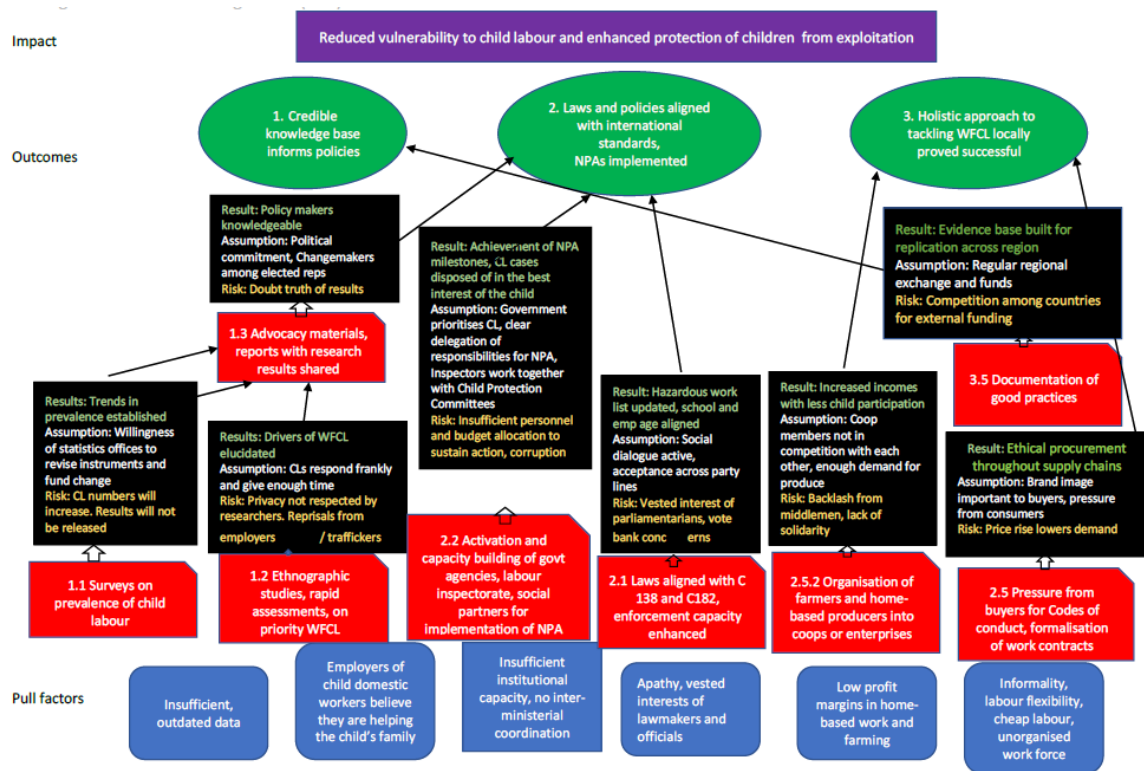 Impact
Reduced vulnerability to child labour and enhanced protection of children from exploitation
Outcomes
1. Credible
knowledge base
informs policies
2. Laws and policies aligned
with international
standards,
NPAs implemented
3. Holistic approach to
tackling WFCL locally
proved successful
Result: Policy makers
knowledgeable
Assumption: Political
commitment, Changemakers
among elected reps
Risk: Doubt truth of results
1.3 Advocacy materials,
reports with research
results shared
Result: Achievement of NPA
milestones, CL cases
disposed of in the best
interest of the child
Assumption: Government
prioritises CL, clear
delegation of
responsibilities for NPA,
Inspectors work together
with Child Protection
Committees
Risk: Insufficient personnel
and budget allocation to
sustain action, corruption
Result: Evidence base built for
replication across region
Assumption: Regular regional
exchange and funds
Risk: Competition among countries
for external funding
3.5 Documentation of
good practices
Results: Trends in
prevalence established
Assumption: Willingness
of statistics offices to
revise instruments and
fund change
Risk: CL numbers will
increase. Results will not
be released
Results: Drivers of WFCL
elucidated
Assumption: CLs respond frankly
and give enough time
Risk: Privacy not respected by
researchers. Reprisals from
employers / traffickers
Result: Hazardous work
list updated, school and
emp age aligned
Assumption: Social
dialogue active,
acceptance across party
lines
Risk: Vested interest of
parliamentarians, vote
bank conc erns
Result: Increased incomes
with less child participation
Assumption: Coop
members not in
competition with each
other, enough demand for
produce
Risk: Backlash from
middlemen, lack of
solidarity
Result: Ethical procurement
throughout supply chains
Assumption: Brand image
important to buyers, pressure
from consumers
Risk: Price rise lowers demand
1.1 Surveys on
prevalence of child
labour
1.2 Ethnographic
studies, rapid
assessments, on
priority WFCL
2.2 Activation and
capacity building of govt
agencies, labour
inspectorate, social
partners for
implementation of NPA
2.1 Laws aligned with C
138 and C182,
enforcement capacity
enhanced
2.5.2 Organisation of
farmers and home-
based producers into
coops or enterprises
2.5 Pressure from
buyers for Codes of
conduct, formalisation
of work contracts
Pull factors
Insufficient,
outdated data
Employers of
child domestic
workers believe
they are helping
the child's family
Insufficient
institutional
capacity, no inter-
ministerial
coordination
Apathy, vested
interests of
lawmakers and
officials
Low profit
margins in home-
based work and
farming
Informality,
labour flexibility,
cheap labour,
unorganised
work force